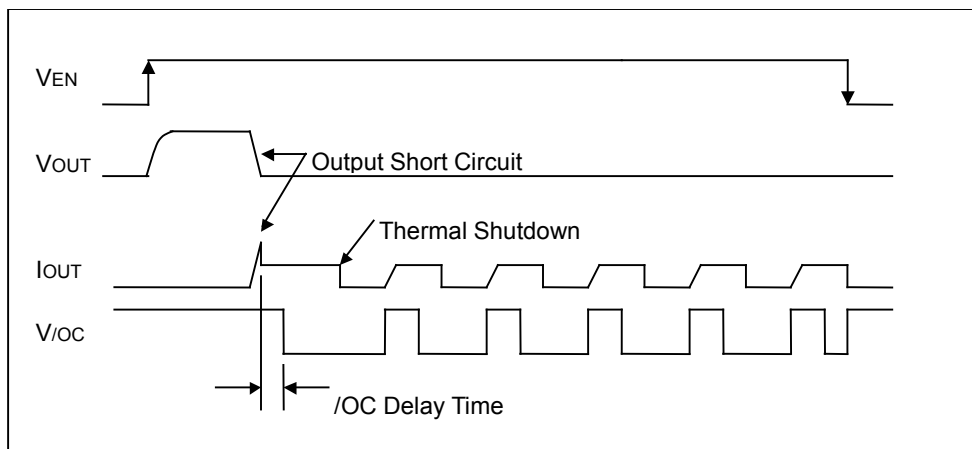 VEN
VOUT
Output Short Circuit
Thermal Shutdown
IOUT
V/OC
/OC Delay Time